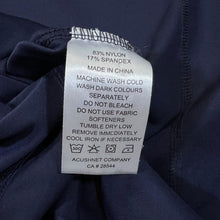 83% NYLON
17% SPANDEX
MADE IN CHINA
MACHINE WASH COLD
WASH DARK COLOURS
SEPARATELY
DO NOT BLEACH
DO NOT USE FABRIC
SOFTENERS
TUMBLE DRY LOW
REMOVE IMMEDIATELY
COOL IRON IF NECESSARY
ACUSHNET COMPANY
CA # 28544